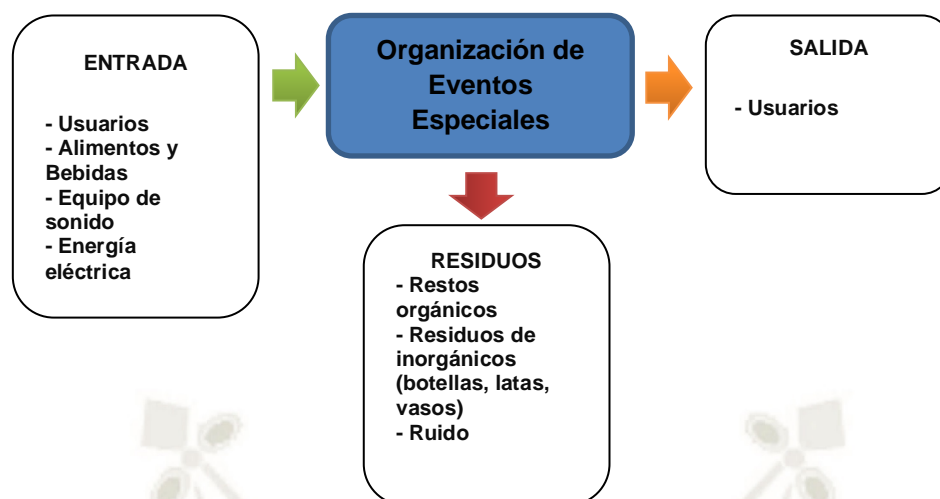 ENTRADA
- Usuarios
- Alimentos y
Bebidas
- Equipo de
sonido
- Energía
eléctrica
Organización de
Eventos
Especiales
SALIDA
- Usuarios
RESIDUOS
- Restos
orgánicos
- Residuos de
inorgánicos
(botellas, latas,
vasos)
- Ruido